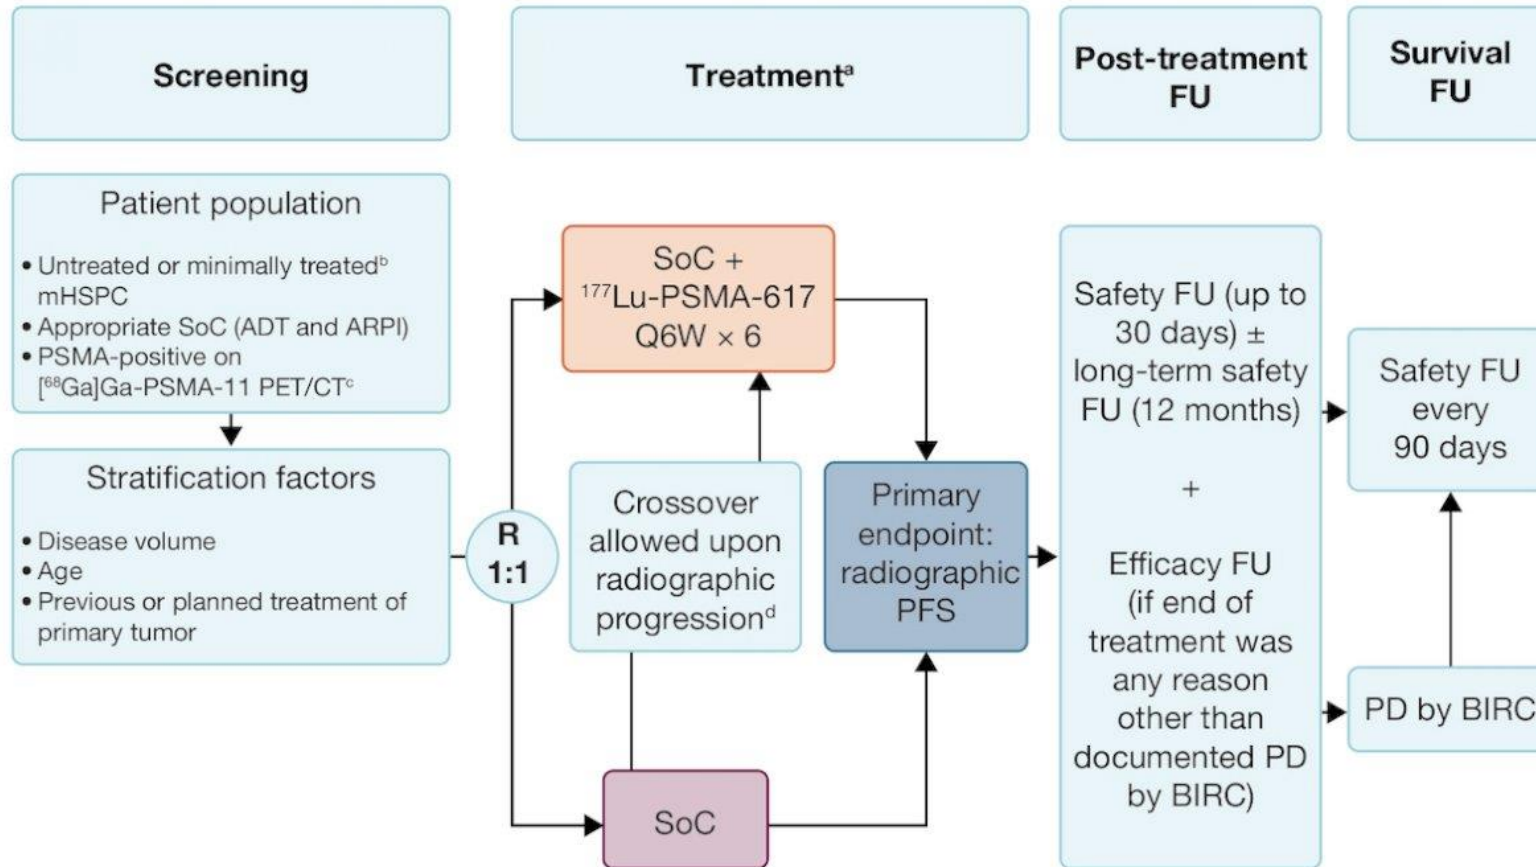 Screening
Treatmentᵃ
Post-treatment
FU
Survival
FU
Patient population
• Untreated or minimally treatedᵇ
mHSPC
• Appropriate SoC (ADT and ARPI)
• PSMA-positive on
[⁶⁸Ga]Ga-PSMA-11 PET/CTᶜ
Stratification factors
• Disease volume
• Age
• Previous or planned treatment of
primary tumor
R
1:1
SoC +
¹⁷⁷Lu-PSMA-617
Q6W × 6
Crossover
allowed upon
radiographic
progressionᵈ
SoC
Primary
endpoint:
radiographic
PFS
Safety FU (up to
30 days) ±
long-term safety
FU (12 months)
+
Efficacy FU
(if end of
treatment was
any reason
other than
documented PD
by BIRC)
Safety FU
every
90 days
PD by BIRC